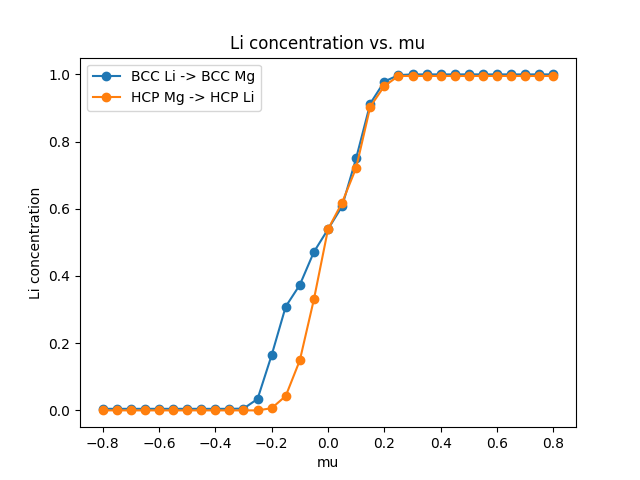 Li concentration vs. mu
BCC Li -> BCC Mg
HCP Mg -> HCP Li
Li concentration
1.0
0.8
0.6
0.4
0.2
0.0
−0.8 −0.6 −0.4 −0.2 0.0 0.2 0.4 0.6 0.8
mu